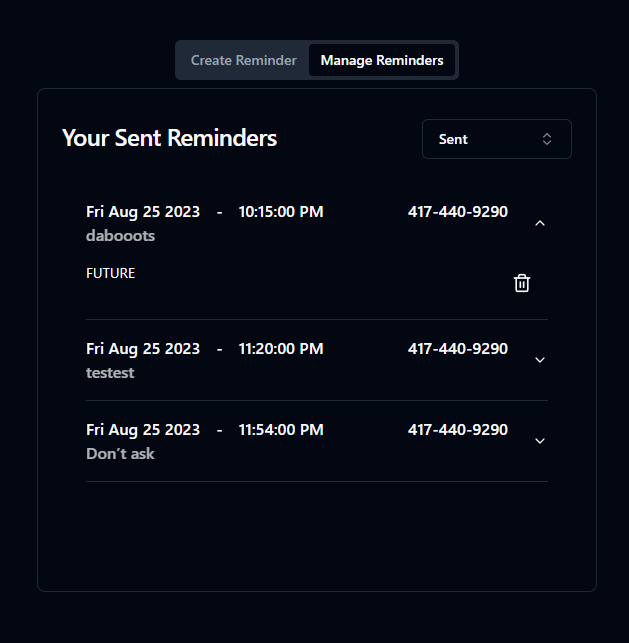 Create Reminder Manage Reminders
Your Sent Reminders Sent
Fri Aug 25 2023 - 10:15:00 PM 417-440-9290
dabooots
FUTURE
Fri Aug 25 2023 - 11:20:00 PM 417-440-9290
testest
Fri Aug 25 2023 - 11:54:00 PM 417-440-9290
Don't ask